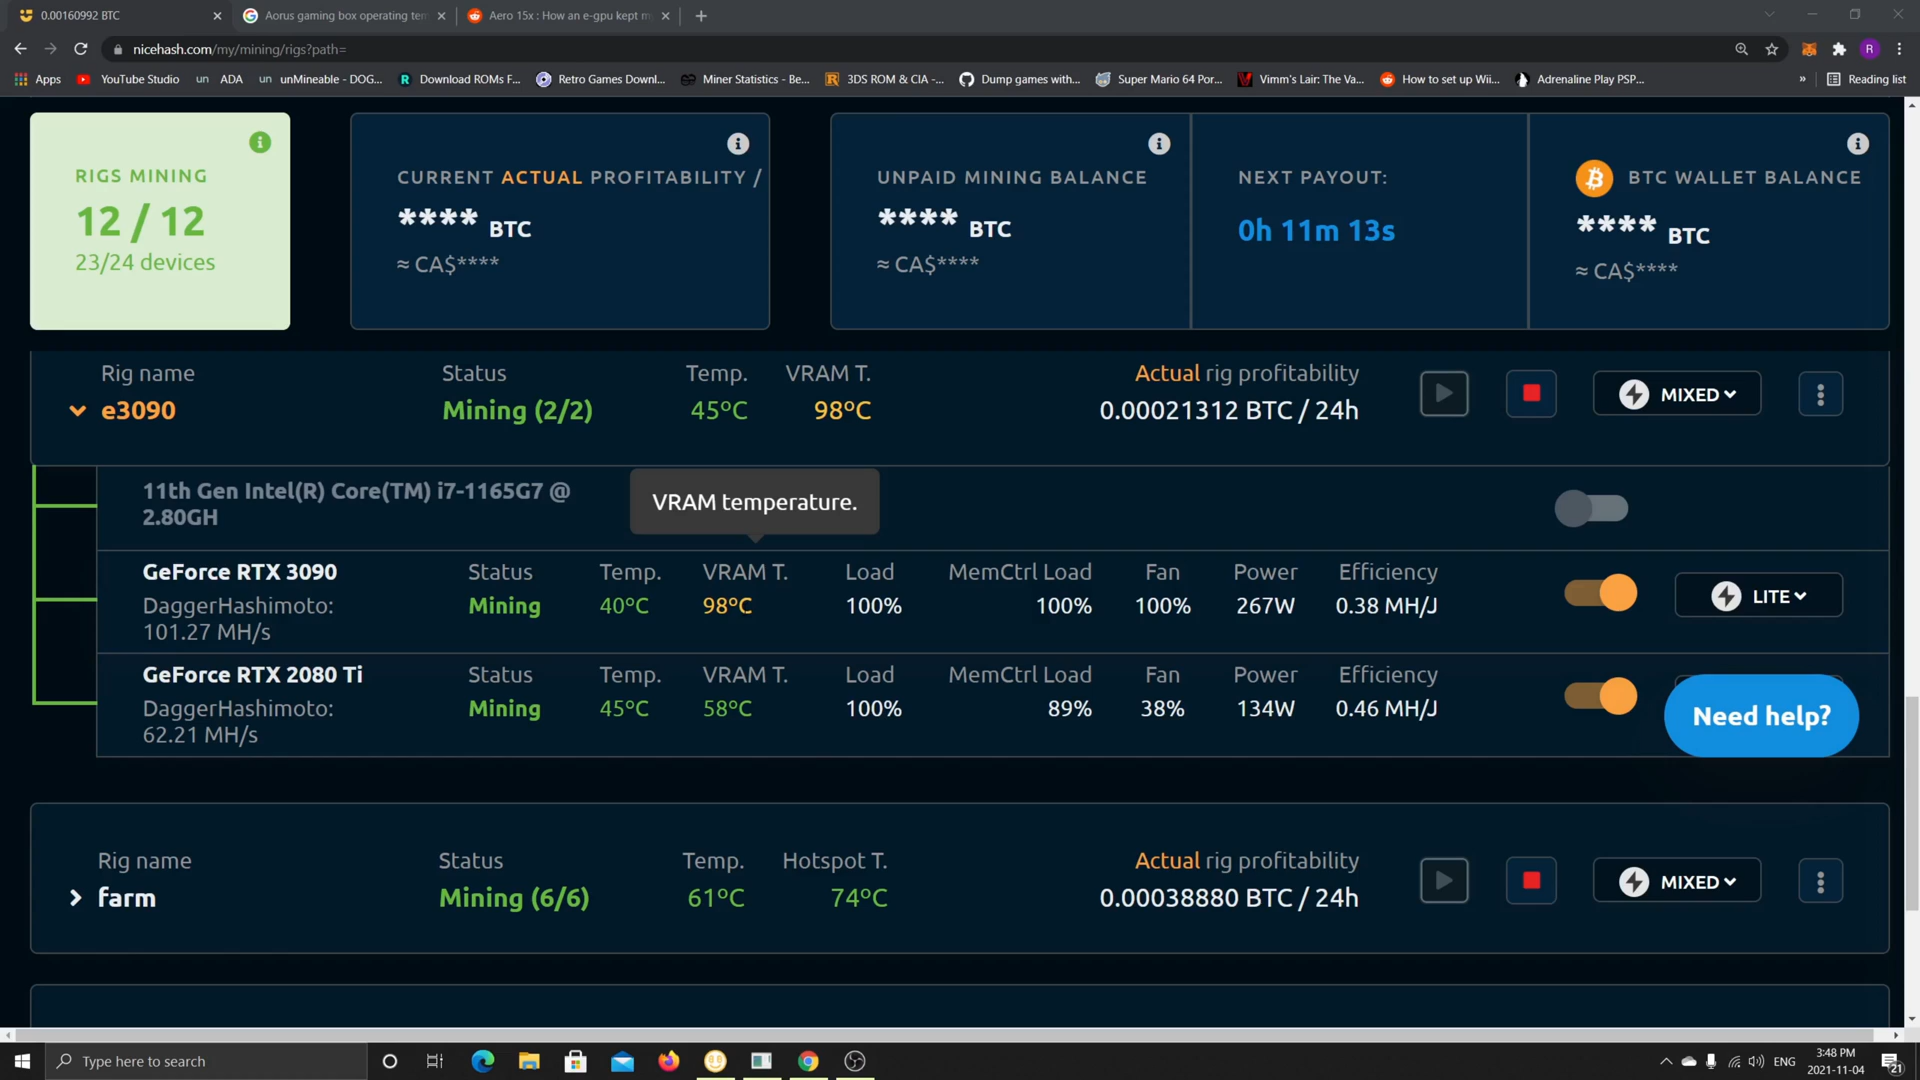 0.00160992 BTC
Aorus gaming box operating ten
Aero 15x : How an e-gpu kept m
nicehash.com/my/mining/rigs?path=
R
Apps
YouTube Studio
un ADA
un unMineable - DOG...
R Download ROMs F...
Retro Games Downl...
Miner Statistics - Be...
R 3DS ROM & CIA -...
Dump games with...
Super Mario 64 Por...
Vimm's Lair: The Va...
How to set up Wii...
Adrenaline Play PSP...
»
Reading list
RIGS MINING
12 / 12
23/24 devices
CURRENT ACTUAL PROFITABILITY /
**** BTC
≈ CA$****
UNPAID MINING BALANCE
**** BTC
≈ CA$****
NEXT PAYOUT:
0h 11m 13s
BTC WALLET BALANCE
**** BTC
≈ CA$****
Rig name Status Temp. VRAM T. Actual rig profitability
e3090 Mining (2/2) 45°C 98°C 0.00021312 BTC / 24h MIXED
11th Gen Intel(R) Core(TM) i7-1165G7 @
2.80GH
VRAM temperature.
GeForce RTX 3090 Status Temp. VRAM T. Load MemCtrl Load Fan Power Efficiency
DaggerHashimoto: Mining 40°C 98°C 100% 100% 100% 267W 0.38 MH/J LITE
101.27 MH/s
GeForce RTX 2080 Ti Status Temp. VRAM T. Load MemCtrl Load Fan Power Efficiency
DaggerHashimoto: Mining 45°C 58°C 100% 89% 38% 134W 0.46 MH/J
62.21 MH/s
Need help?
Rig name Status Temp. Hotspot T. Actual rig profitability
farm Mining (6/6) 61°C 74°C 0.00038880 BTC / 24h MIXED
Type here to search
ENG
3:48 PM
2021-11-04
21